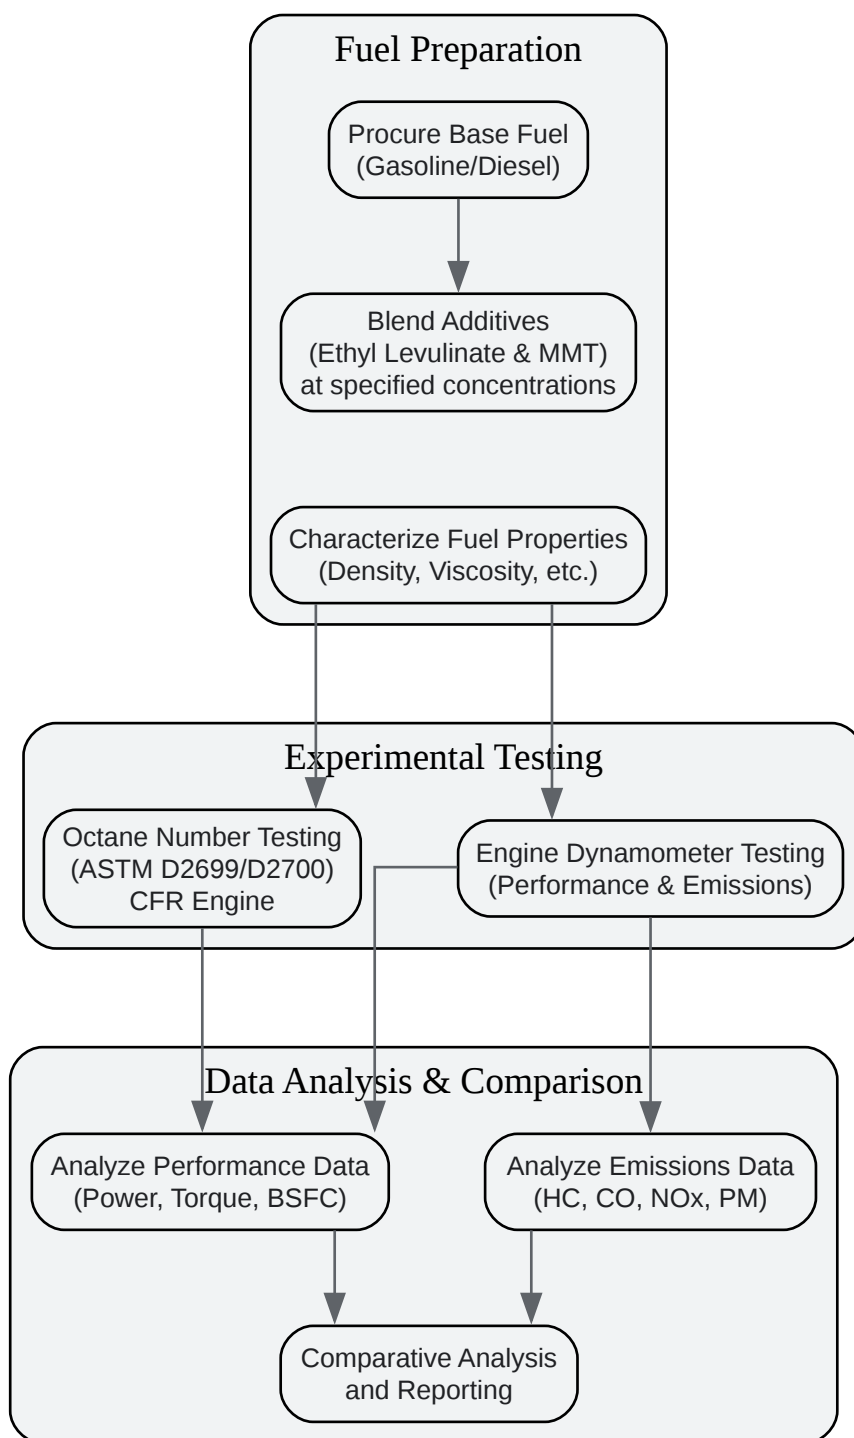 Fuel Preparation
Procure Base Fuel
(Gasoline/Diesel)
Blend Additives
(Ethyl Levulinate & MMT)
at specified concentrations
Characterize Fuel Properties
(Density, Viscosity, etc.)
Experimental Testing
Octane Number Testing
(ASTM D2699/D2700)
CFR Engine
Engine Dynamometer Testing
(Performance & Emissions)
Data Analysis & Comparison
Analyze Performance Data
(Power, Torque, BSFC)
Analyze Emissions Data
(HC, CO, NOx, PM)
Comparative Analysis
and Reporting